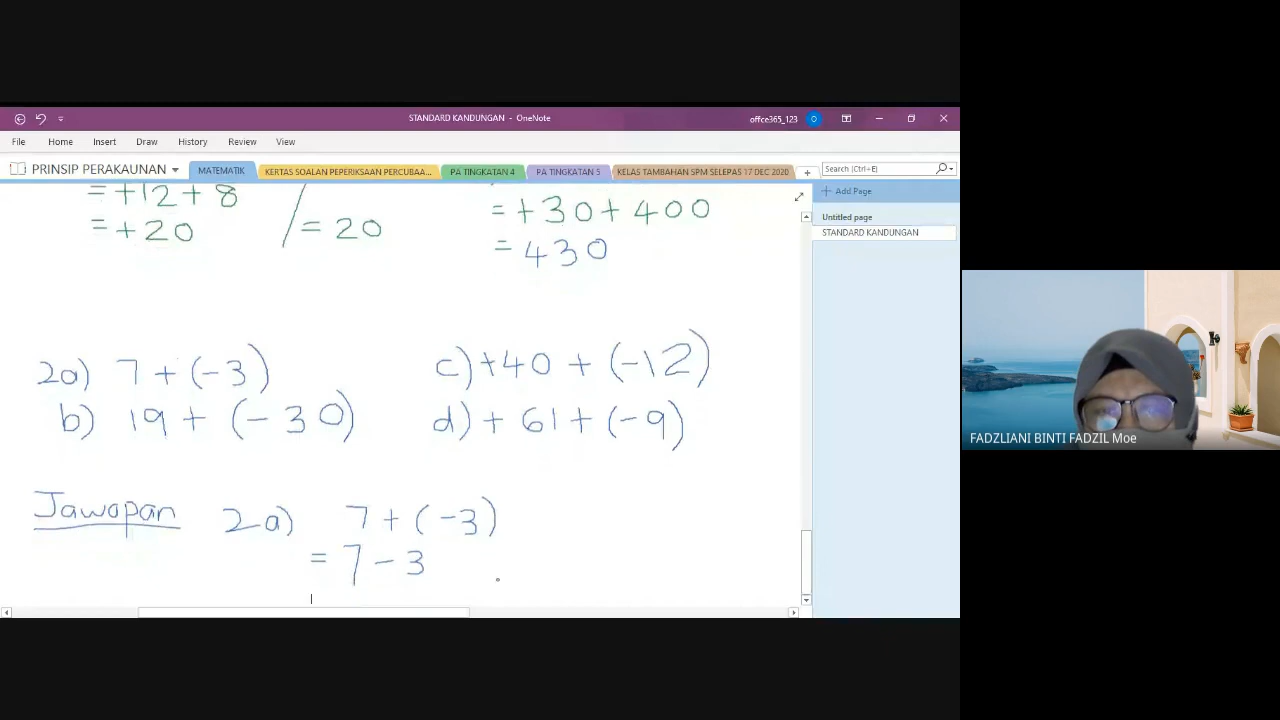 STANDARD KANDUNGAN - OneNote
offce365_123
O
File Home Insert Draw History Review View
PRINSIP PERAKAUNAN
MATEMATIK
KERTAS SOALAN PEPERIKSAAN PERCUBAA...
PA TINGKATAN 4
PA TINGKATAN 5
KELAS TAMBAHAN SPM SELEPAS 17 DEC 2020
+
Search (Ctrl+E)
+ Add Page
Untitled page
STANDARD KANDUNGAN
= +12 + 8
= +20 / = 20
= +30 + 400
= 430
2a) 7 + (-3)
b) 19 + (-30)
c) +40 + (-12)
d) + 61 + (-9)
Jawapan 2a) 7 + (-3)
= 7 - 3
FADZLIANI BINTI FADZIL Moe